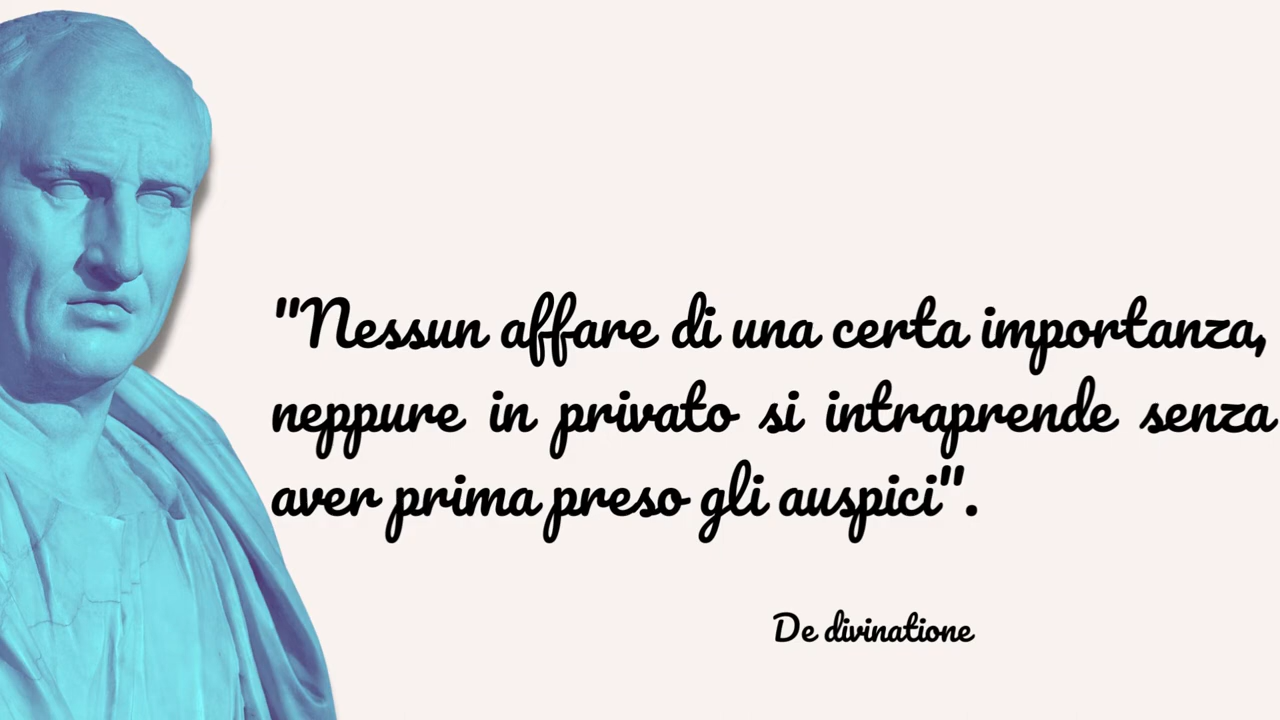 "Nessun affare di una certa importanza,
neppure in privato si intraprende senza
aver prima preso gli auspici".
De divinatione